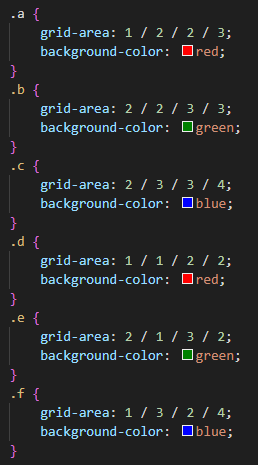 .a {
    grid-area: 1 / 2 / 2 / 3;
    background-color: red;
}
.b {
    grid-area: 2 / 2 / 3 / 3;
    background-color: green;
}
.c {
    grid-area: 2 / 3 / 3 / 4;
    background-color: blue;
}
.d {
    grid-area: 1 / 1 / 2 / 2;
    background-color: red;
}
.e {
    grid-area: 2 / 1 / 3 / 2;
    background-color: green;
}
.f {
    grid-area: 1 / 3 / 2 / 4;
    background-color: blue;
}